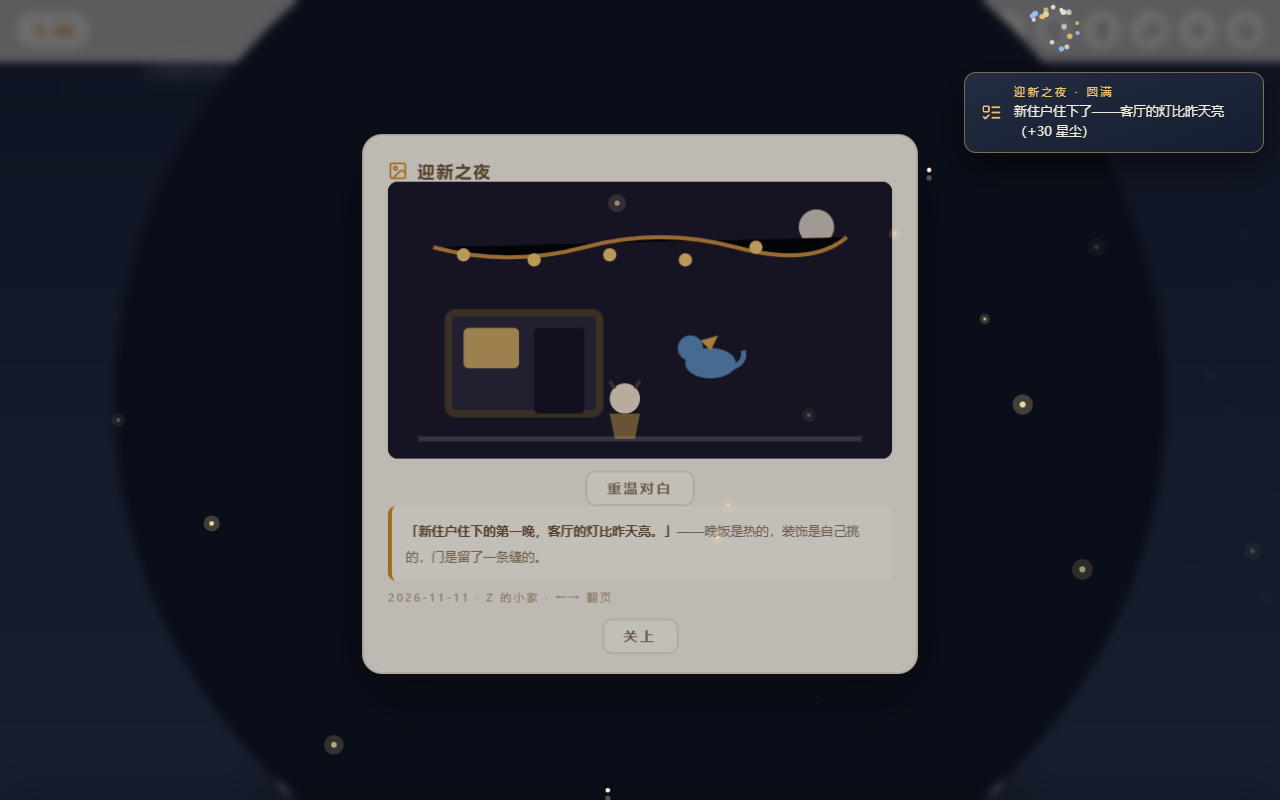 迎新之夜 · 圆满
新住户住下了——客厅的灯比昨天亮
（+30 星尘）
迎新之夜
重温对白
「新住户住下的第一晚，客厅的灯比昨天亮。」——晚饭是热的，装饰是自己挑
的，门是留了一条缝的。
2026-11-11 · Z 的小家 · ←→ 翻页
关上